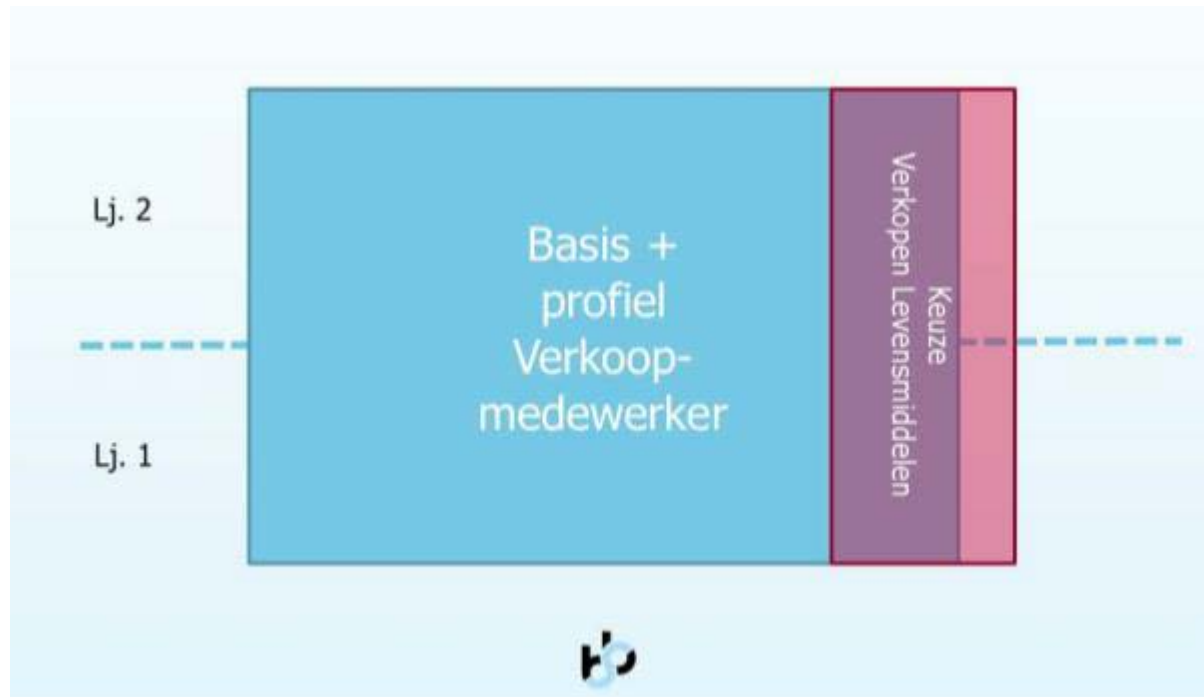 Lj. 2
Basis +
profiel
Verkoop-
medewerker
Keuze
Verkopen Levensmiddelen
Lj. 1